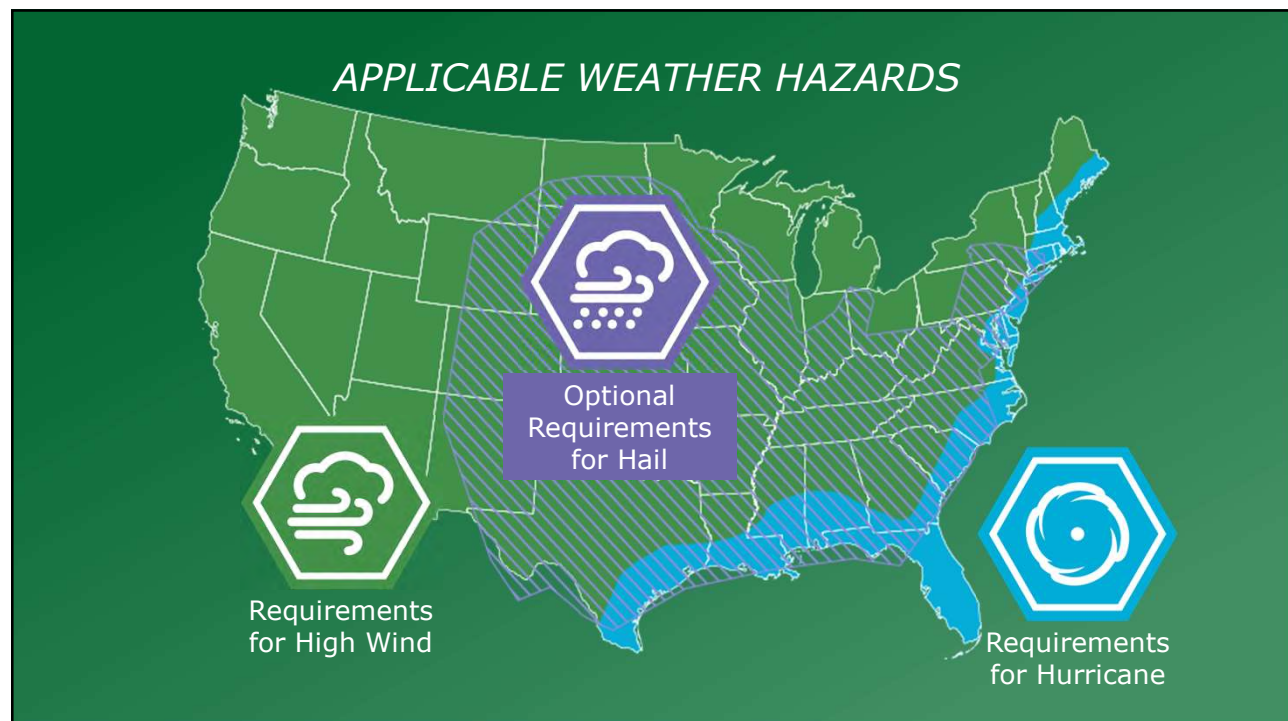 APPLICABLE WEATHER HAZARDS
Optional
Requirements
for Hail
Requirements
for High Wind
Requirements
for Hurricane